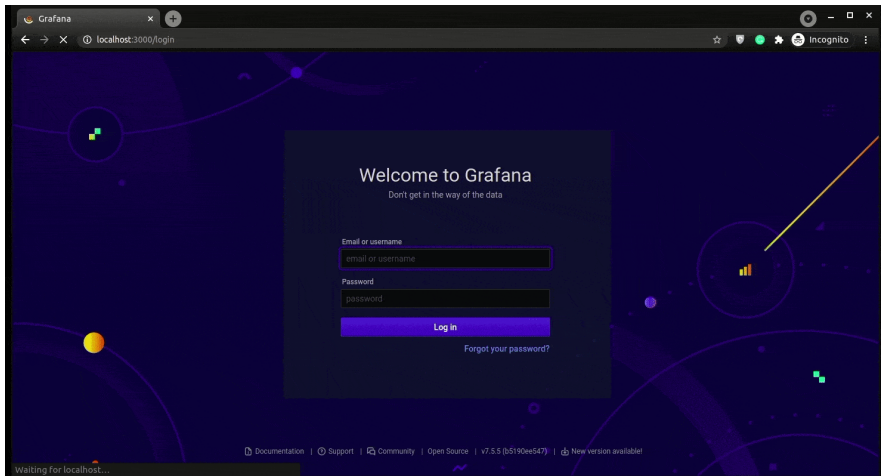 Grafana
localhost:3000/login
Incognito
Welcome to Grafana
Don't get in the way of the data
Email or username
email or username
Password
password
Log in
Forgot your password?
Documentation | Support | Community | Open Source | v7.5.5 (b5190ee547) | New version available!
Waiting for localhost...